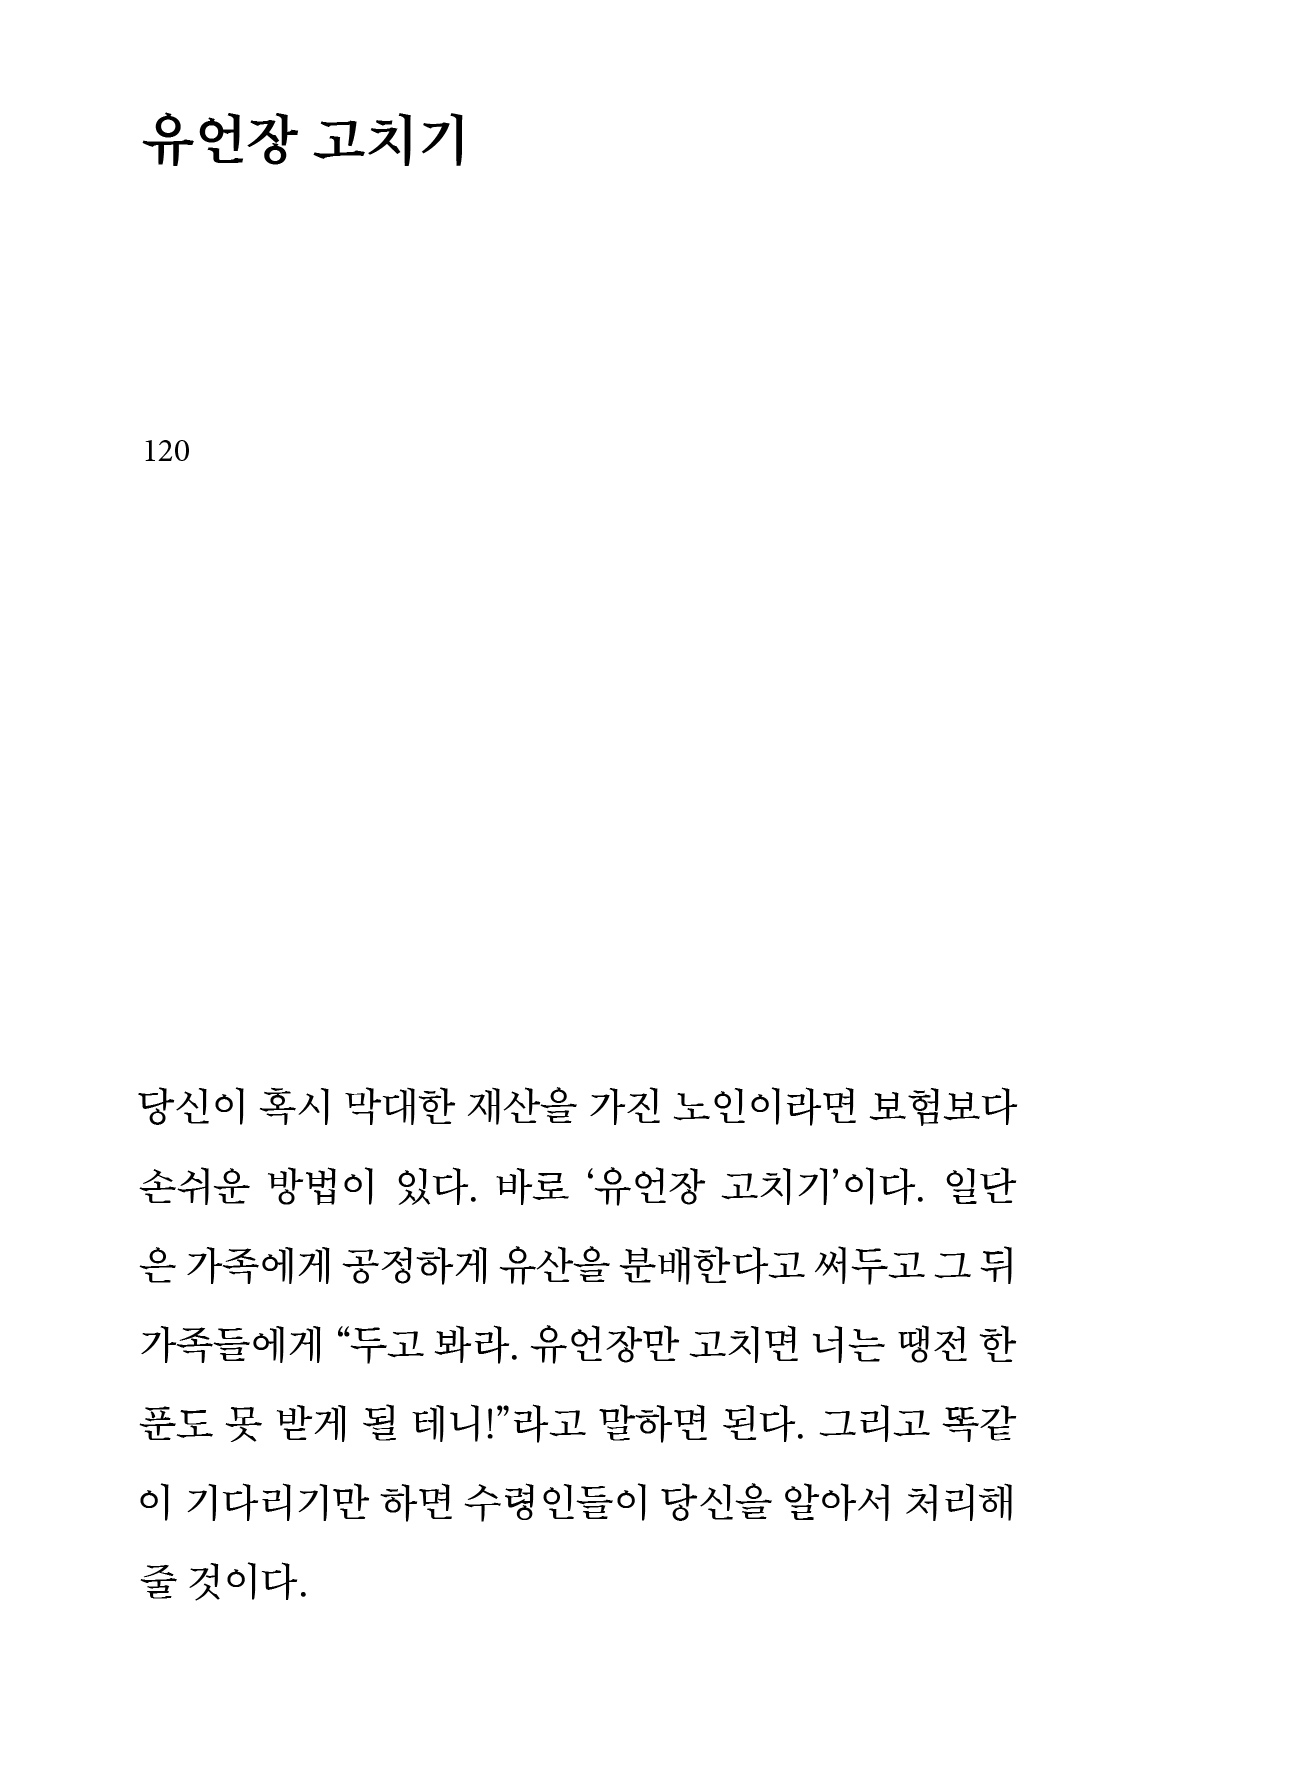 유언장 고치기
120
당신이 혹시 막대한 재산을 가진 노인이라면 보험보다
손쉬운 방법이 있다. 바로 ‘유언장 고치기’이다. 일단
은 가족에게 공정하게 유산을 분배한다고 써두고 그 뒤
가족들에게 “두고 봐라. 유언장만 고치면 너는 땡전 한
푼도 못 받게 될 테니!”라고 말하면 된다. 그리고 똑같
이 기다리기만 하면 수령인들이 당신을 알아서 처리해
줄 것이다.